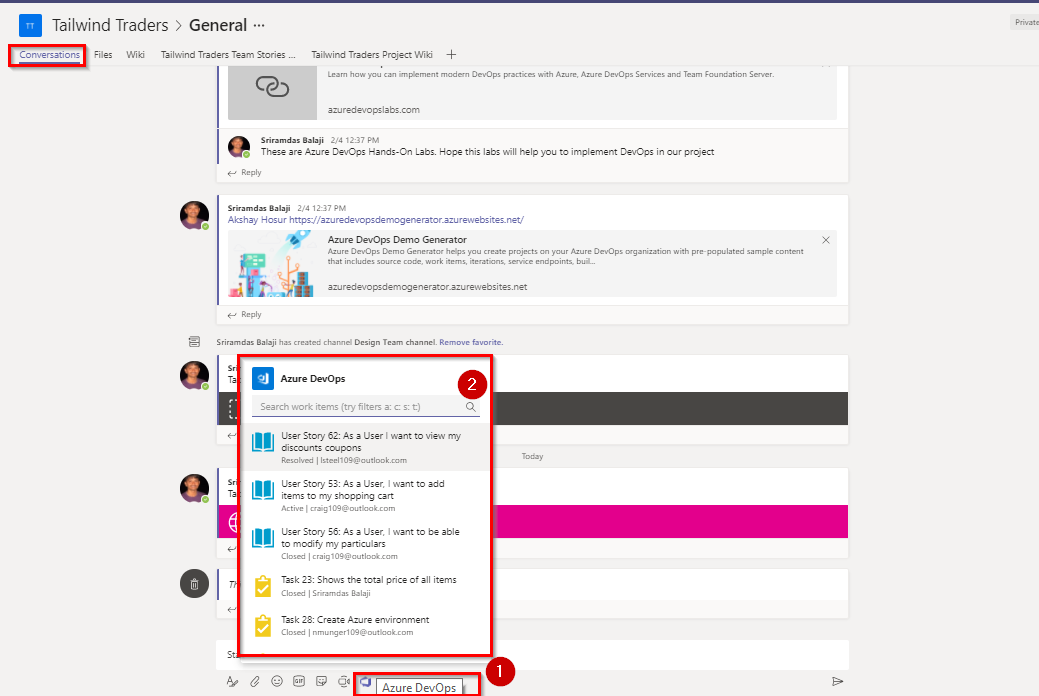 TT Tailwind Traders > General ...
Private
Conversations Files Wiki Tailwind Traders Team Stories ... Tailwind Traders Project Wiki +
Learn how you can implement modern DevOps practices with Azure, Azure DevOps Services and Team Foundation Server.
azuredevopslabs.com
Sriramdas Balaji 2/4 12:37 PM
These are Azure DevOps Hands-On Labs. Hope this labs will help you to implement DevOps in our project
Reply
Sriramdas Balaji 2/4 12:37 PM
Akshay Hosur https://azuredevopsdemogenerator.azurewebsites.net/
Azure DevOps Demo Generator
Azure DevOps Demo Generator helps you create projects on your Azure DevOps organization with pre-populated sample content
that includes source code, work items, iterations, service endpoints, buil...
azuredevopsdemogenerator.azurewebsites.net
Reply
Sriramdas Balaji has created channel Design Team channel. Remove favorite.
Sri
Ta
Azure DevOps
2
Search work items (try filters a: c: s: t:)
User Story 62: As a User I want to view my
discounts coupons
Resolved | lsteel109@outlook.com
Today
User Story 53: As a User, I want to add
items to my shopping cart
Active | craig109@outlook.com
Sri
Ta
User Story 56: As a User, I want to be able
to modify my particulars
Closed | craig109@outlook.com
Task 23: Shows the total price of all items
Closed | Sriramdas Balaji
Th
Task 28: Create Azure environment
Closed | nmunger109@outlook.com
Sta
GIF
1
Azure DevOps